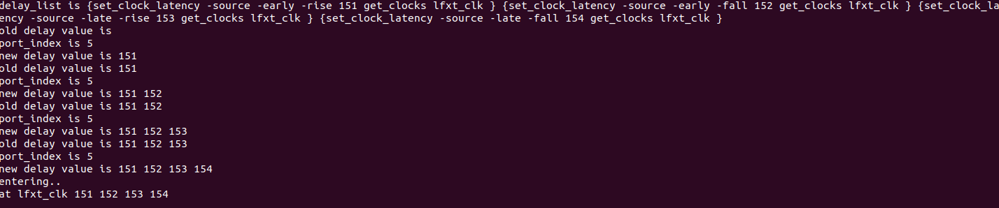 delay_list is {set_clock_latency -source -early -rise 151 get_clocks lfxt_clk } {set_clock_latency -source -early -fall 152 get_clocks lfxt_clk } {set_clock_la
ency -source -late -rise 153 get_clocks lfxt_clk } {set_clock_latency -source -late -fall 154 get_clocks lfxt_clk }
old delay value is
port_index is 5
new delay value is 151
old delay value is 151
port_index is 5
new delay value is 151 152
old delay value is 151 152
port_index is 5
new delay value is 151 152 153
old delay value is 151 152 153
port_index is 5
new delay value is 151 152 153 154
entering..
at lfxt_clk 151 152 153 154